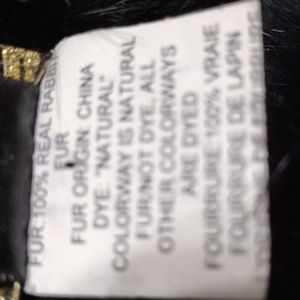 FUR: 100% REAL RABBIT
FUR
FUR ORIGIN: CHINA
DYE: "NATURAL"
COLORWAY IS NATURAL
FUR/NOT DYE. ALL
OTHER COLORWAYS
ARE DYED
FOURRURE 100% VRAIE
FOURRURE DE LAPIN